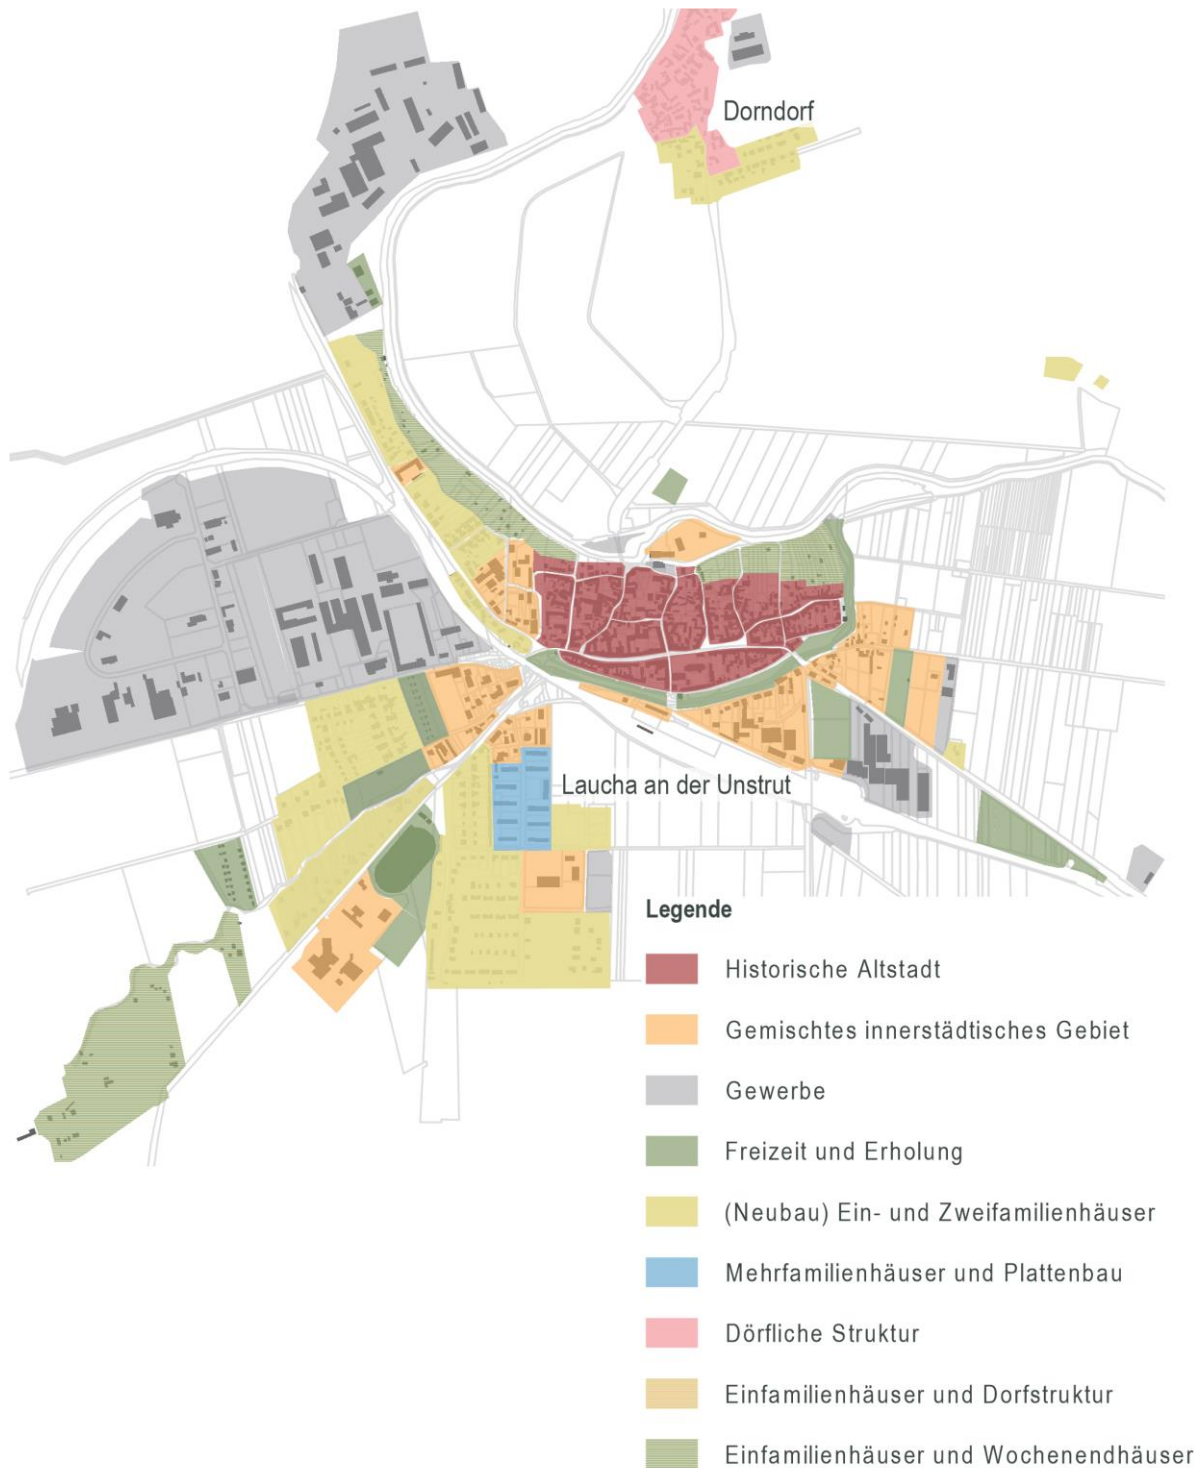 Dorndorf
Laucha an der Unstrut
Legende
Historische Altstadt
Gemischtes innerstädtisches Gebiet
Gewerbe
Freizeit und Erholung
(Neubau) Ein- und Zweifamilienhäuser
Mehrfamilienhäuser und Plattenbau
Dörfliche Struktur
Einfamilienhäuser und Dorfstruktur
Einfamilienhäuser und Wochenendhäuser